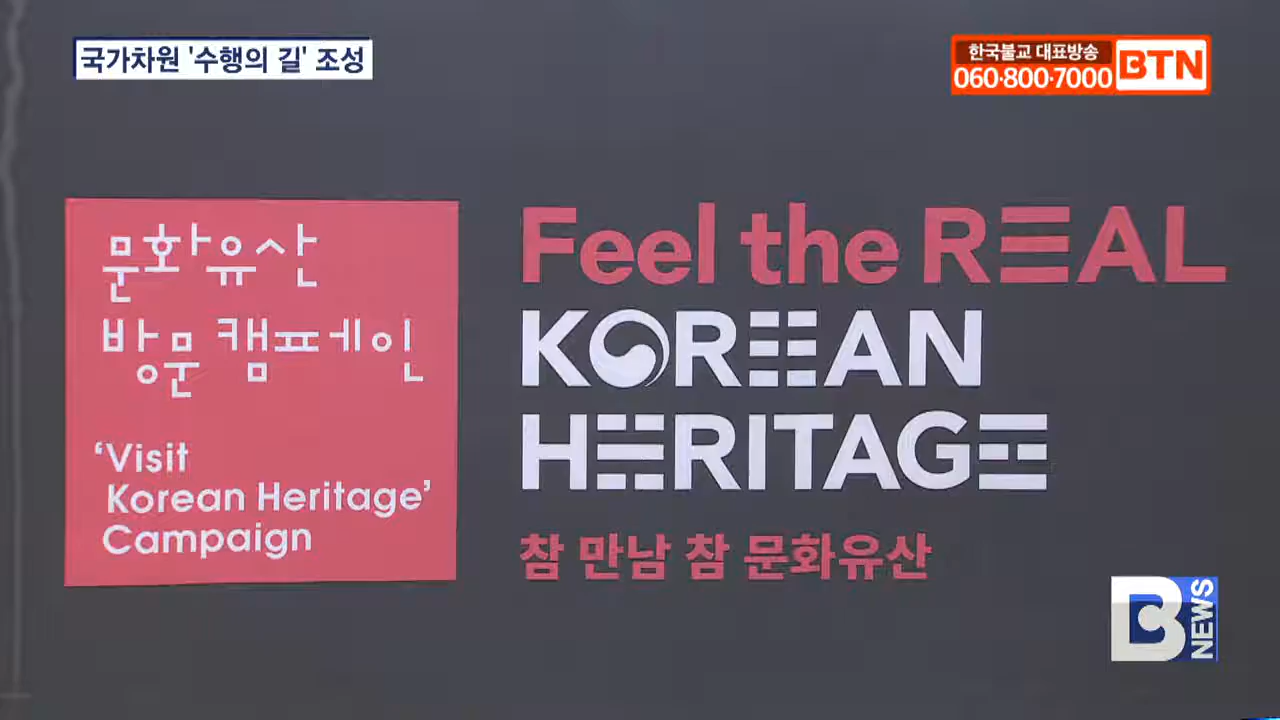 국가차원 '수행의 길' 조성
한국불교 대표방송
060·800·7000
BTN
문화유산
방문 캠페인
‘Visit
Korean Heritage’
Campaign
Feel the REAL
KOREAN
HERITAGE
참 만남 참 문화유산
B NEWS